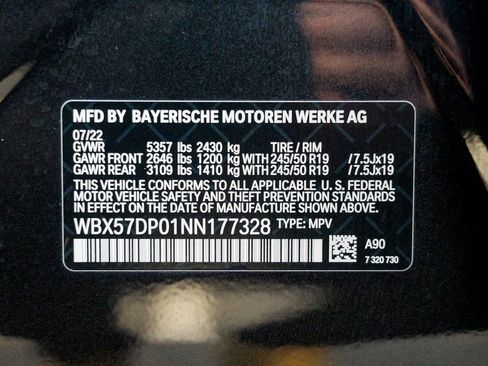 MFD BY BAYERISCHE MOTOREN WERKE AG
07/22
GVWR 5357 lbs 2430 kg TIRE / RIM
GAWR FRONT 2646 lbs 1200 kg WITH 245/50 R19 /7.5Jx19
GAWR REAR 3109 lbs 1410 kg WITH 245/50 R19 /7.5Jx19
THIS VEHICLE CONFORMS TO ALL APPLICABLE U. S. FEDERAL
MOTOR VEHICLE SAFETY AND THEFT PREVENTION STANDARDS
IN EFFECT ON THE DATE OF MANUFACTURE SHOWN ABOVE.
WBX57DP01NN177328 TYPE: MPV
A90
7 320 730